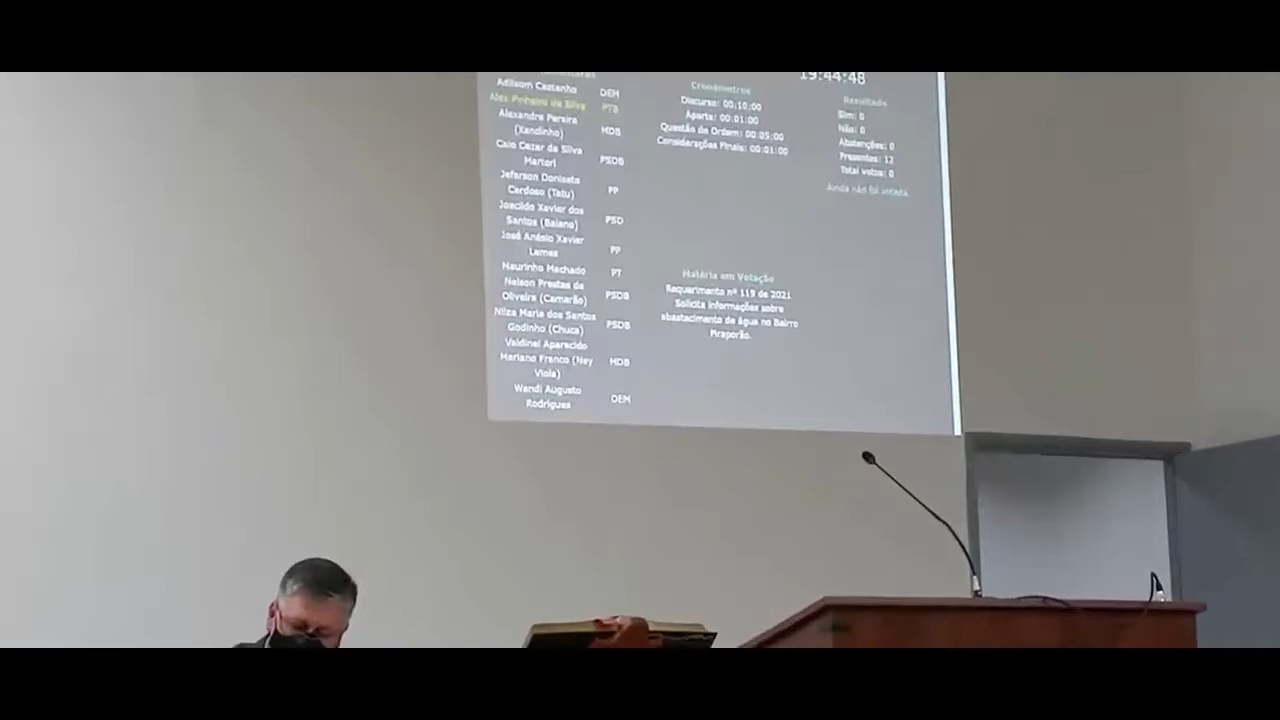 19:44:48
Adilsom Castanho DEM
Alex Pinheiro da Silva PTB
Alexandre Pereira
(Xandinho) MDB
Caio Cezar da Silva
Martori PSDB
Jeferson Donisete
Cardoso (Tatu) PP
Joacildo Xavier dos
Santos (Baiano) PSD
José Anésio Xavier
Lemes PP
Maurinho Machado PT
Nelson Prestes de
Oliveira (Camarão) PSDB
Nilza Maria dos Santos
Godinho (Chuca) PSDB
Valdinei Aparecido
Mariano Franco (Ney
Viola) MDB
Wandi Augusto
Rodrigues DEM
Cronômetros
Discurso: 00:10:00
Aparte: 00:01:00
Questão de Ordem: 00:05:00
Considerações Finais: 00:01:00
Matéria em Votação
Requerimento nº 119 de 2021
Solicita informações sobre
abastecimento de água no Bairro
Piraporão.
Resultado
Sim: 0
Não: 0
Abstenções: 0
Presentes: 12
Total votos: 0
Ainda não foi votada.